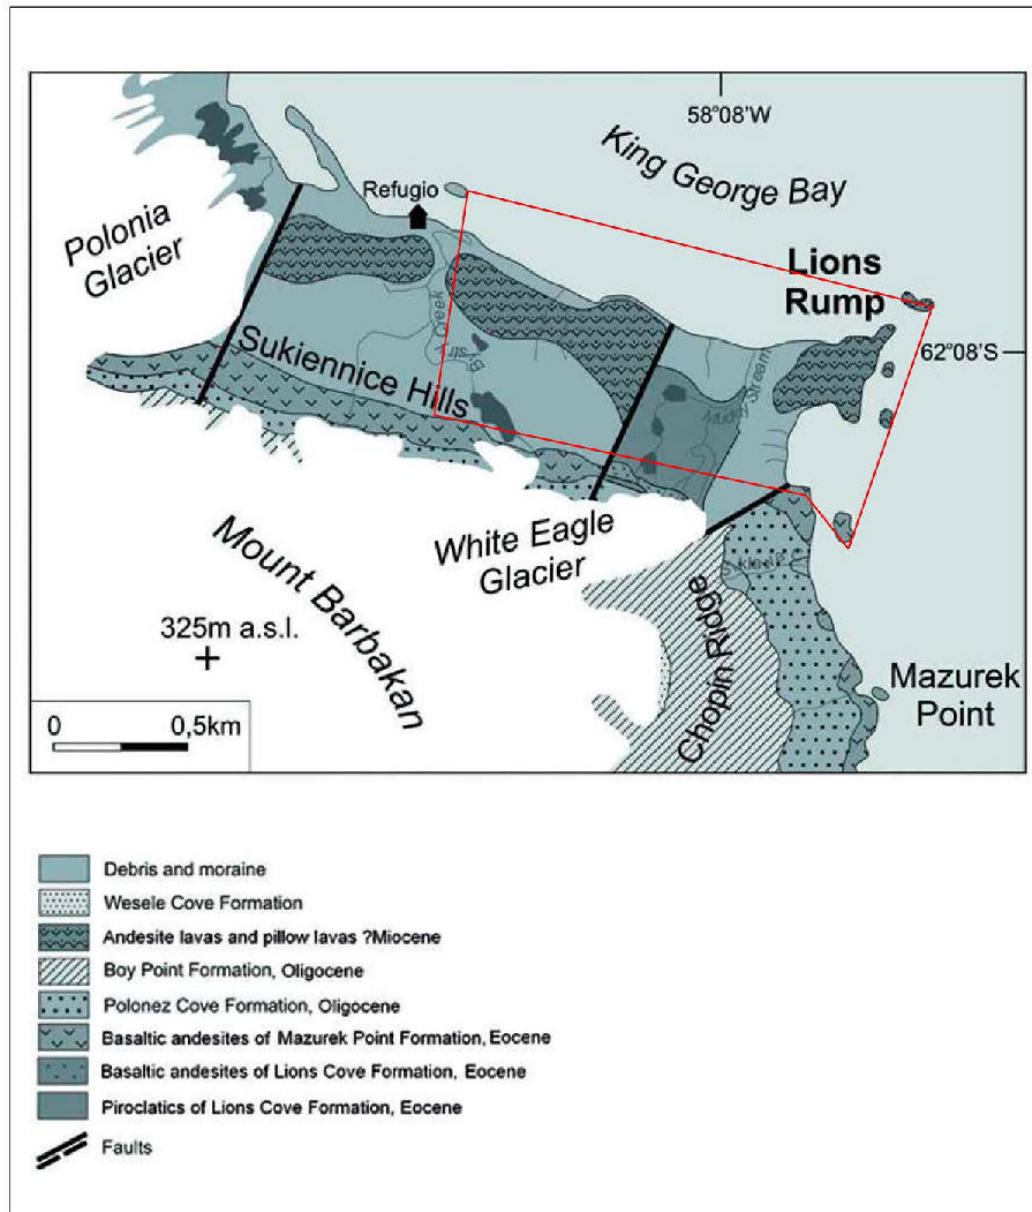 58°08'W
King George Bay
Refugio
Polonia
Glacier
Lions
Rump
62°08'S
Creek
Sukiennice Hills
Stream
White Eagle
Glacier
Mount Barbakan
325m a.s.l.
Chopin Ridge
Mazurek
Point
0 0,5km
Debris and moraine
Wesele Cove Formation
Andesite lavas and pillow lavas ?Miocene
Boy Point Formation, Oligocene
Polonez Cove Formation, Oligocene
Basaltic andesites of Mazurek Point Formation, Eocene
Basaltic andesites of Lions Cove Formation, Eocene
Piroclatics of Lions Cove Formation, Eocene
Faults